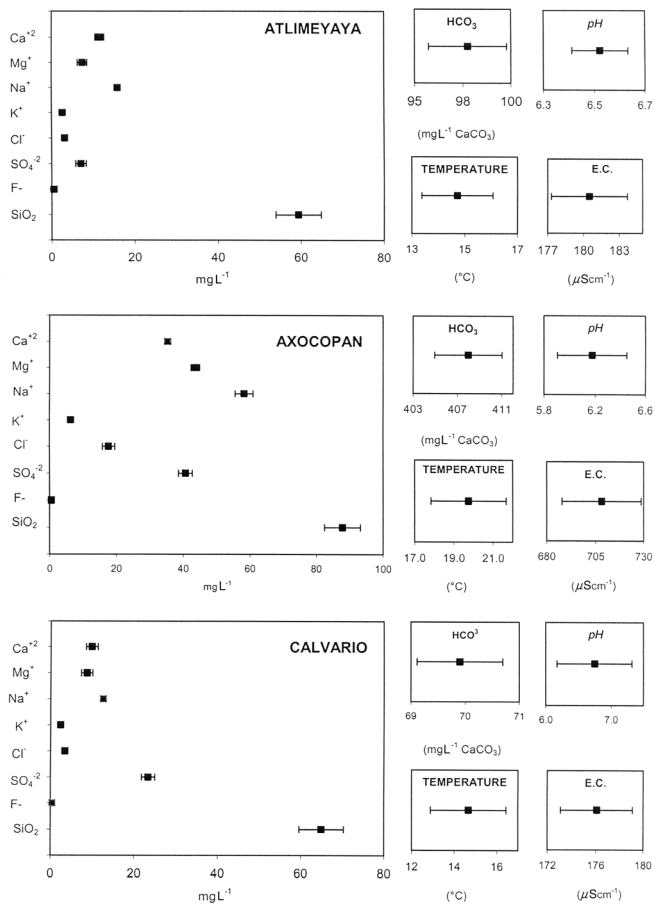 ATLIMEYAYA
Ca+2
Mg+
Na+
K+
Cl-
SO4-2
F-
SiO2
0 20 40 60 80
mgL-1
HCO3
95 98 100
(mgL-1 CaCO3)
pH
6.3 6.5 6.7
TEMPERATURE
13 15 17
(°C)
E.C.
177 180 183
(µScm-1)
AXOCOPAN
Ca+2
Mg+
Na+
K+
Cl-
SO4-2
F-
SiO2
0 20 40 60 80 100
mgL-1
HCO3
403 407 411
(mgL-1 CaCO3)
pH
5.8 6.2 6.6
TEMPERATURE
17.0 19.0 21.0
(°C)
E.C.
680 705 730
(µScm-1)
CALVARIO
Ca+2
Mg+
Na+
K+
Cl-
SO4-2
F-
SiO2
0 20 40 60 80
mgL-1
HCO3
69 70 71
(mgL-1 CaCO3)
pH
6.0 7.0
TEMPERATURE
12 14 16
(°C)
E.C.
172 176 180
(µScm-1)